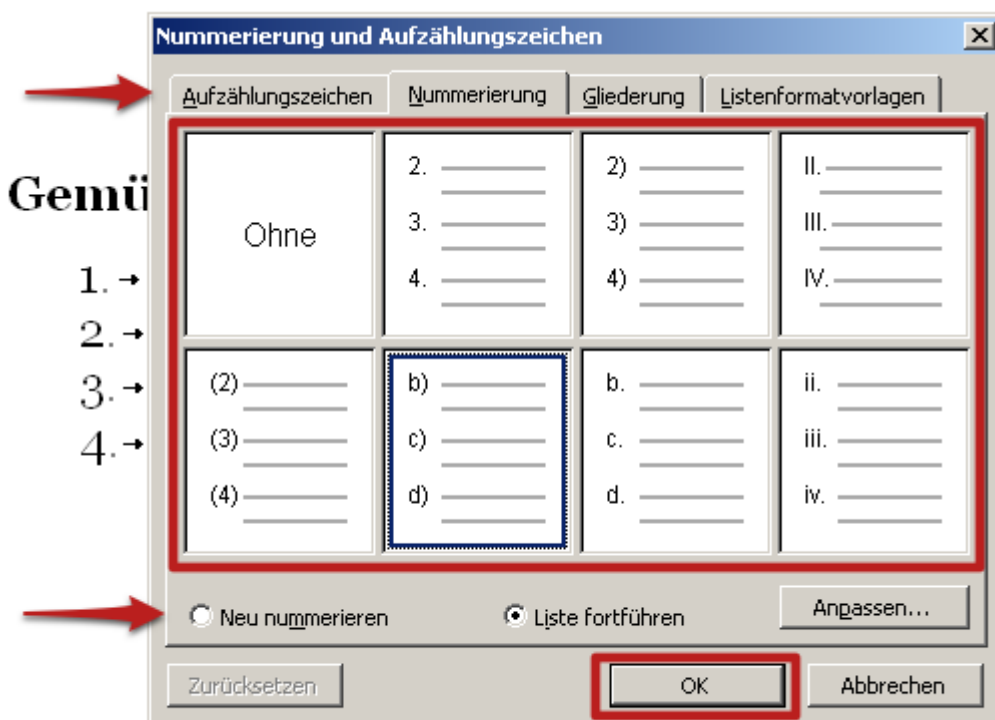 Nummerierung und Aufzählungszeichen
Aufzählungszeichen Nummerierung Gliederung Listenformatvorlagen
Gemü
1.
2.
3.
4.
Ohne
2.
3.
4.
2)
3)
4)
II.
III.
IV.
(2)
(3)
(4)
b)
c)
d)
b.
c.
d.
ii.
iii.
iv.
Neu nummerieren Liste fortführen Anpassen...
Zurücksetzen OK Abbrechen